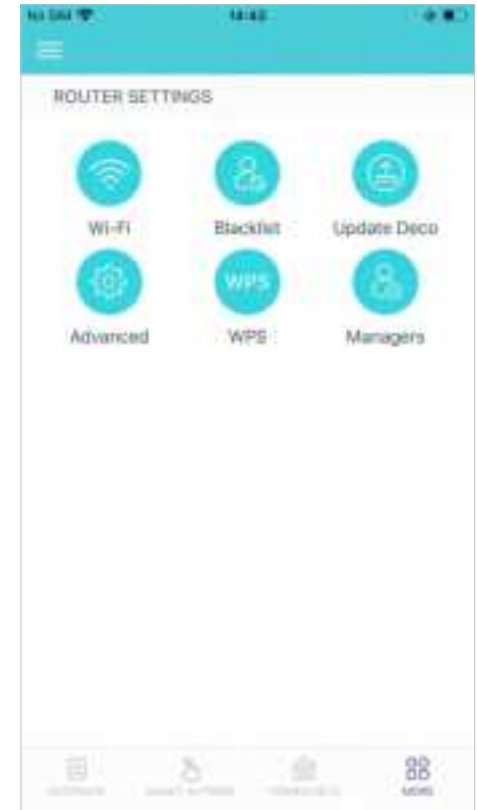 No SIM 14:43
ROUTER SETTINGS
Wi-Fi Blacklist Update Deco
WPS
Advanced WPS Managers
MORE